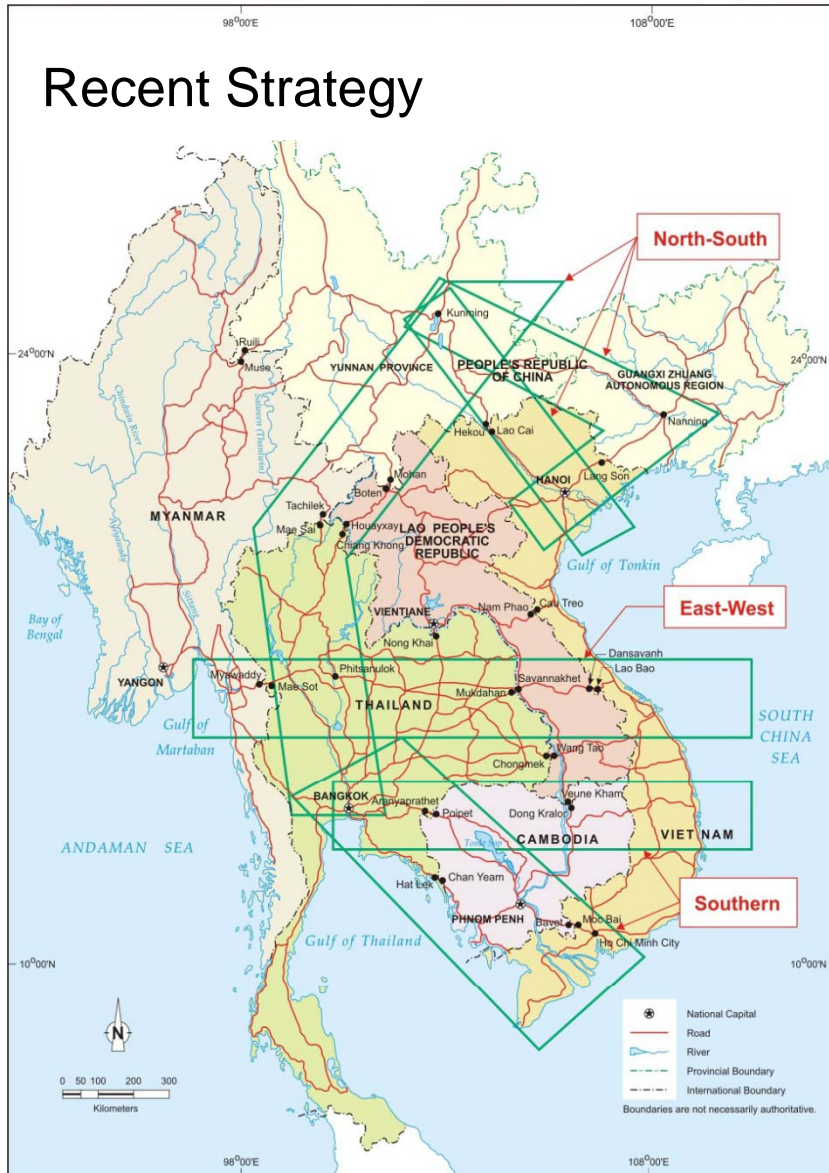 98°00'E
108°00'E
Recent Strategy
North-South
Kunming
24°00'N
24°00'N
Ruili
Muse
YUNNAN PROVINCE
PEOPLE'S REPUBLIC
OF CHINA
GUANGXI ZHUANG
AUTONOMOUS REGION
Nanning
Chindwin River
Salween (Thanlwin)
Hekou
Lao Cai
Lang Son
HANOI
Mohan
Boten
MYANMAR
Tachilek
Mae Sai
Houayxay
Chiang Khong
LAO PEOPLE'S
DEMOCRATIC
REPUBLIC
Gulf of Tonkin
Sittang
Bay of
Bengal
VIENTIANE
Nam Phao
Cau Treo
East-West
Nong Khai
Dansavanh
Lao Bao
YANGON
Myawaddy
Mae Sot
Phitsanulok
Mukdahan
Savannakhet
THAILAND
Gulf of
Martaban
SOUTH
CHINA
SEA
Chongmek
Wang Tao
BANGKOK
Aranyaprathet
Poipet
Veune Kham
Dong Kralor
CAMBODIA
VIET NAM
ANDAMAN SEA
Tonle Sap
Hat Lek
Chan Yeam
PHNOM PENH
Bavet
Moc Bai
Ho Chi Minh City
Southern
Gulf of Thailand
10°00'N
10°00'N
N
0 50 100 200 300
Kilometers
National Capital
Road
River
Provincial Boundary
International Boundary
Boundaries are not necessarily authoritative.
98°00'E
108°00'E